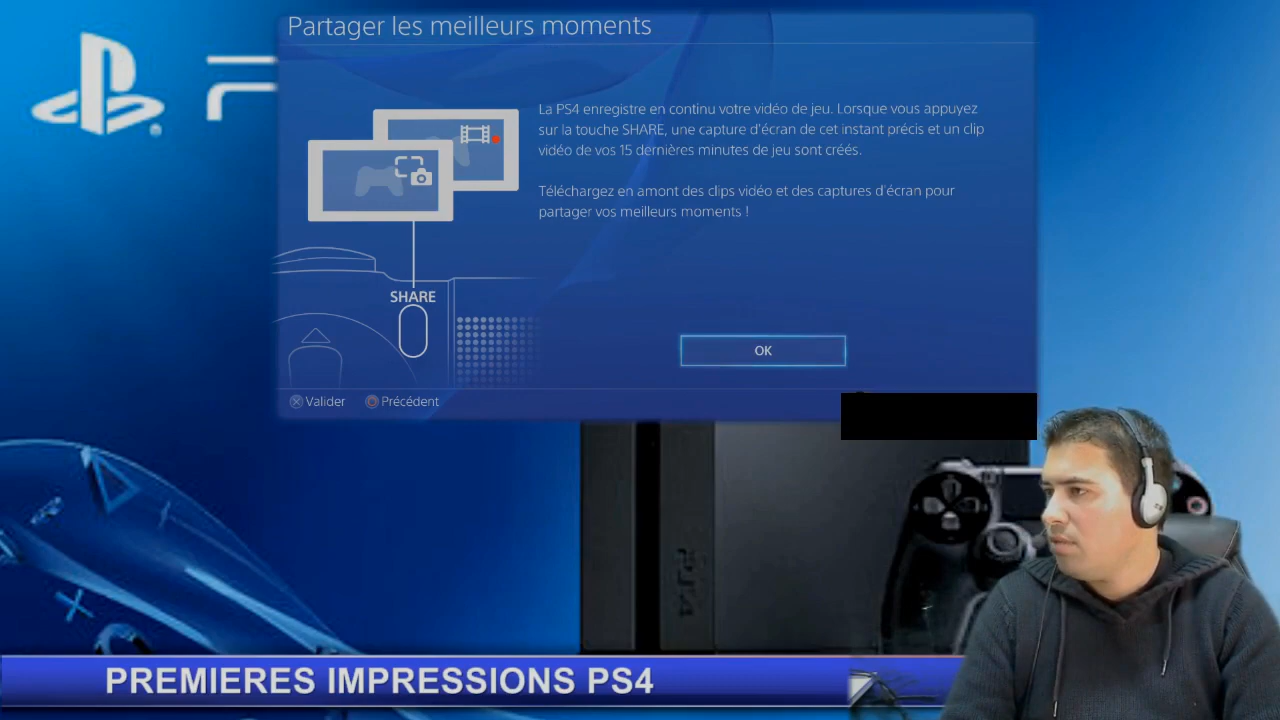 Partager les meilleurs moments
La PS4 enregistre en continu votre vidéo de jeu. Lorsque vous appuyez
sur la touche SHARE, une capture d'écran de cet instant précis et un clip
vidéo de vos 15 dernières minutes de jeu sont créés.
Téléchargez en amont des clips vidéo et des captures d'écran pour
partager vos meilleurs moments !
SHARE
OK
Valider
Précédent
PS4
PREMIERES IMPRESSIONS PS4